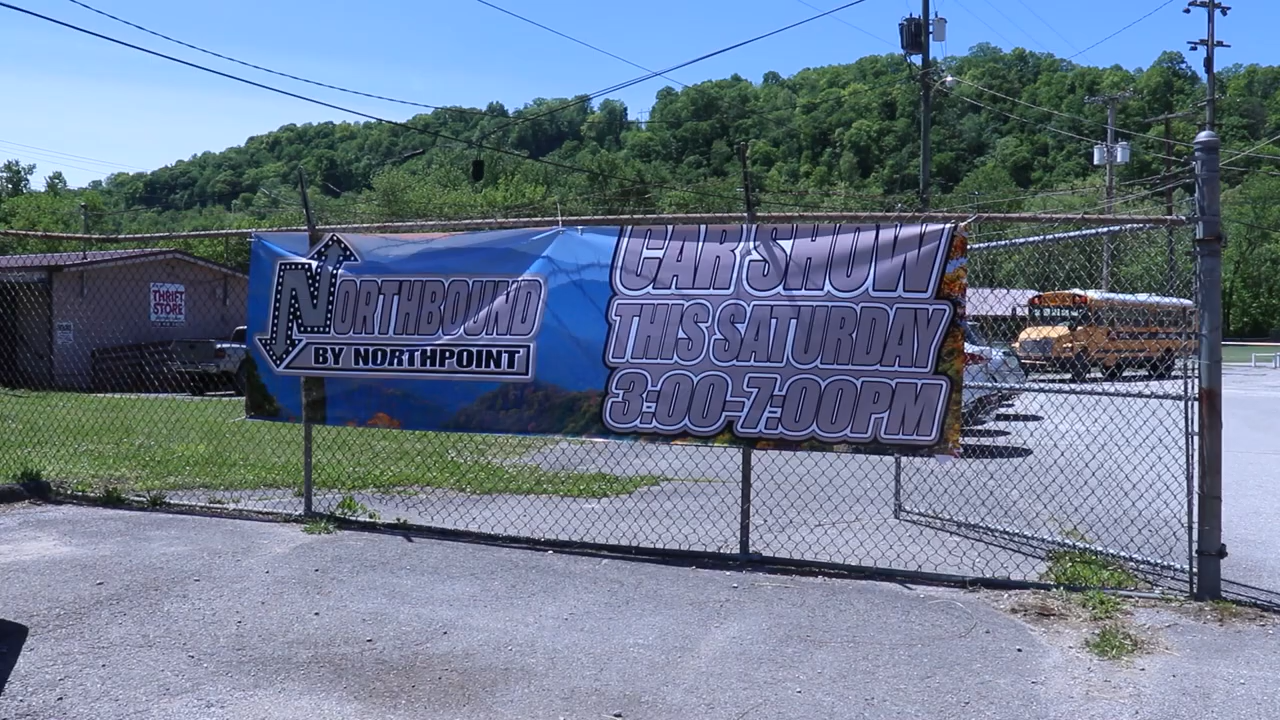 NORTHBOUND
BY NORTHPOINT
CAR SHOW
THIS SATURDAY
3:00-7:00PM
THRIFT
STORE